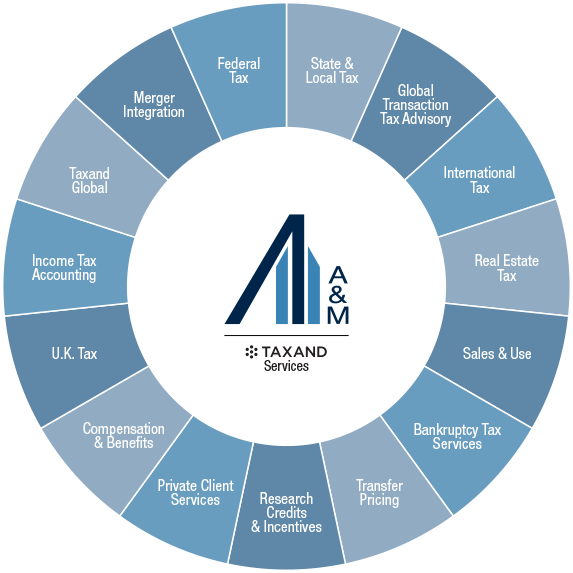 Federal
Tax
State &
Local Tax
Global
Transaction
Tax Advisory
International
Tax
Real Estate
Tax
Sales & Use
Bankruptcy Tax
Services
Transfer
Pricing
Research
Credits
& Incentives
Private Client
Services
Compensation
& Benefits
U.K. Tax
Income Tax
Accounting
Taxand
Global
Merger
Integration
A
&
M
TAXAND
Services